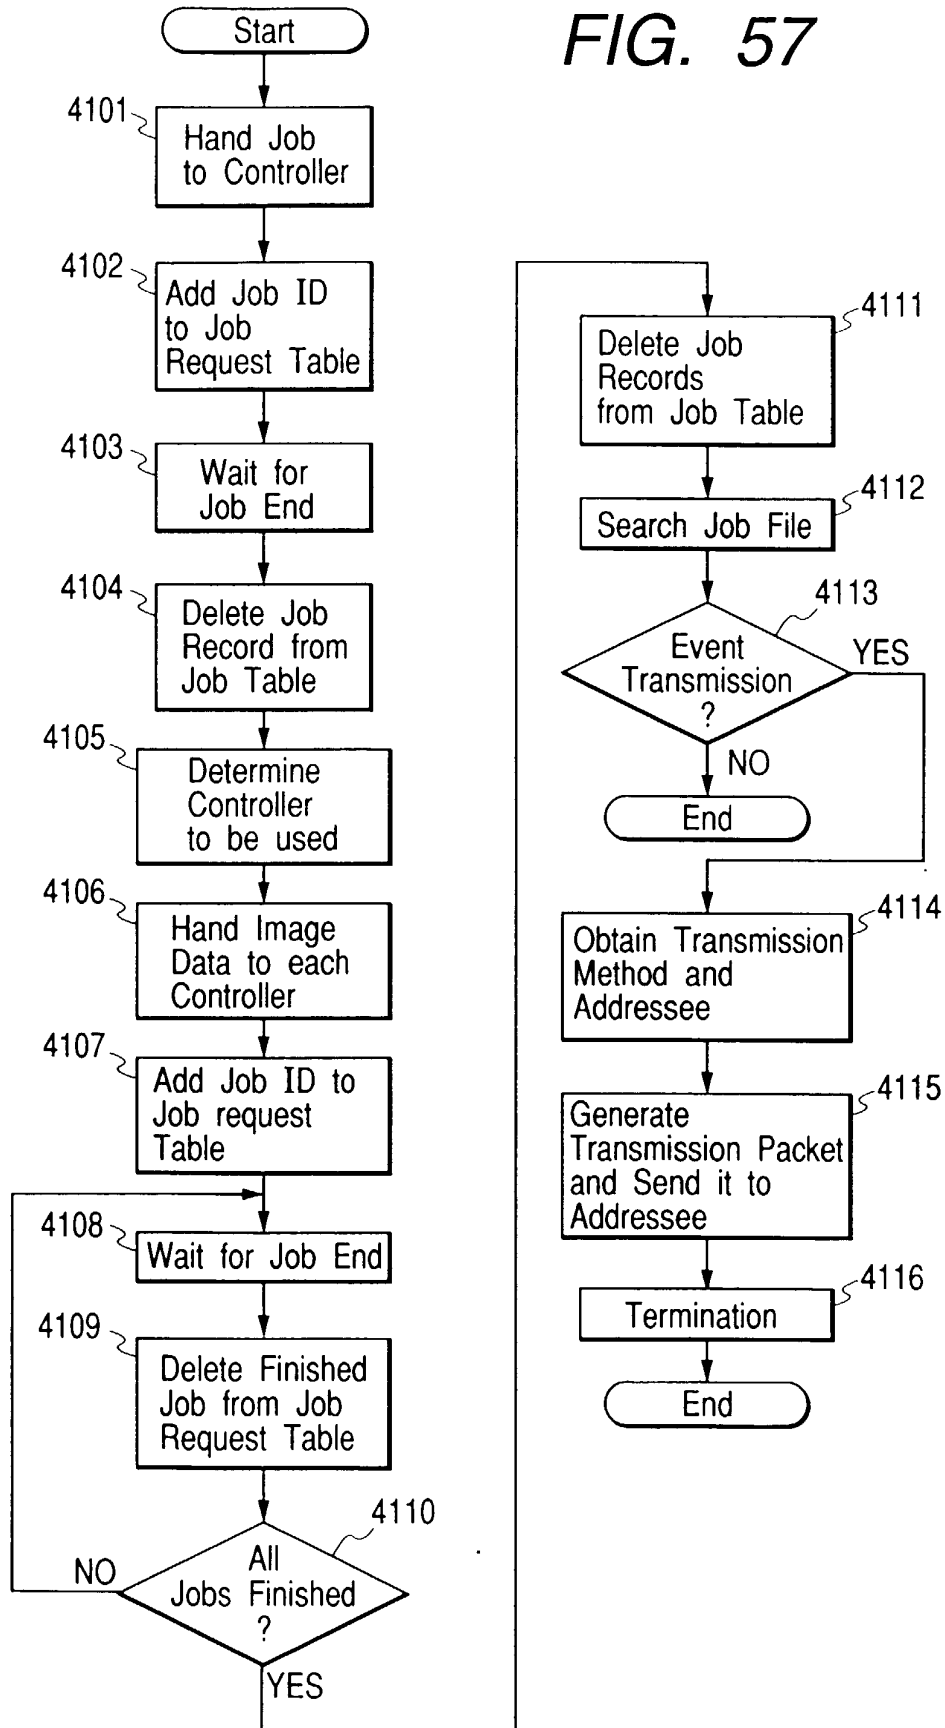 FIG. 57
Start
4101
Hand Job
to Controller
4102
Add Job ID
to Job
Request Table
4103
Wait for
Job End
4104
Delete Job
Record from
Job Table
4105
Determine
Controller
to be used
4106
Hand Image
Data to each
Controller
4107
Add Job ID to
Job request
Table
4108
Wait for Job End
4109
Delete Finished
Job from Job
Request Table
4110
All
Jobs Finished
?
NO
YES
4111
Delete Job
Records
from Job Table
4112
Search Job File
4113
Event
Transmission
?
YES
NO
End
4114
Obtain Transmission
Method and
Addressee
4115
Generate
Transmission Packet
and Send it to
Addressee
4116
Termination
End